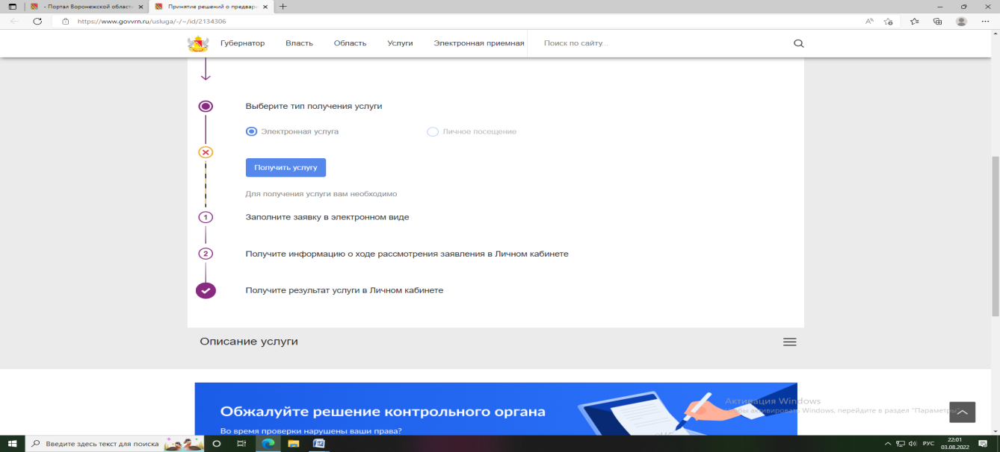 - Портал Воронежской област
Принятие решений о предвари
https://www.govvrn.ru/usluga/-/~/id/2134306
Губернатор Власть Область Услуги Электронная приемная Поиск по сайту...
Выберите тип получения услуги
Электронная услуга Личное посещение
Получить услугу
Для получения услуги вам необходимо
1 Заполните заявку в электронном виде
2 Получите информацию о ходе рассмотрения заявления в Личном кабинете
Получите результат услуги в Личном кабинете
Описание услуги
Обжалуйте решение контрольного органа
Во время проверки нарушены ваши права?
Активация Windows
Чтобы активировать Windows, перейдите в раздел "Параметры".
Введите здесь текст для поиска
РУС
22:01
03.08.2022